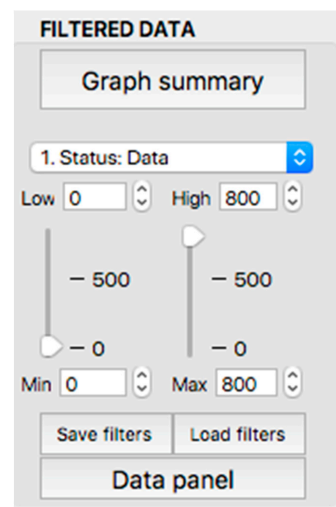 FILTERED DATA
Graph summary
1. Status: Data
Low 0 High 800
– 500 – 500
– 0 – 0
Min 0 Max 800
Save filters Load filters
Data panel